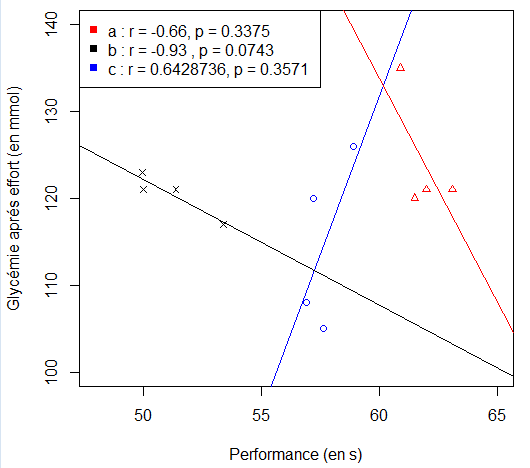 a : r = -0.66, p = 0.3375
b : r = -0.93 , p = 0.0743
c : r = 0.6428736, p = 0.3571
Glycémie aprés effort (en mmol)
140
130
120
110
100
50 55 60 65
Performance (en s)